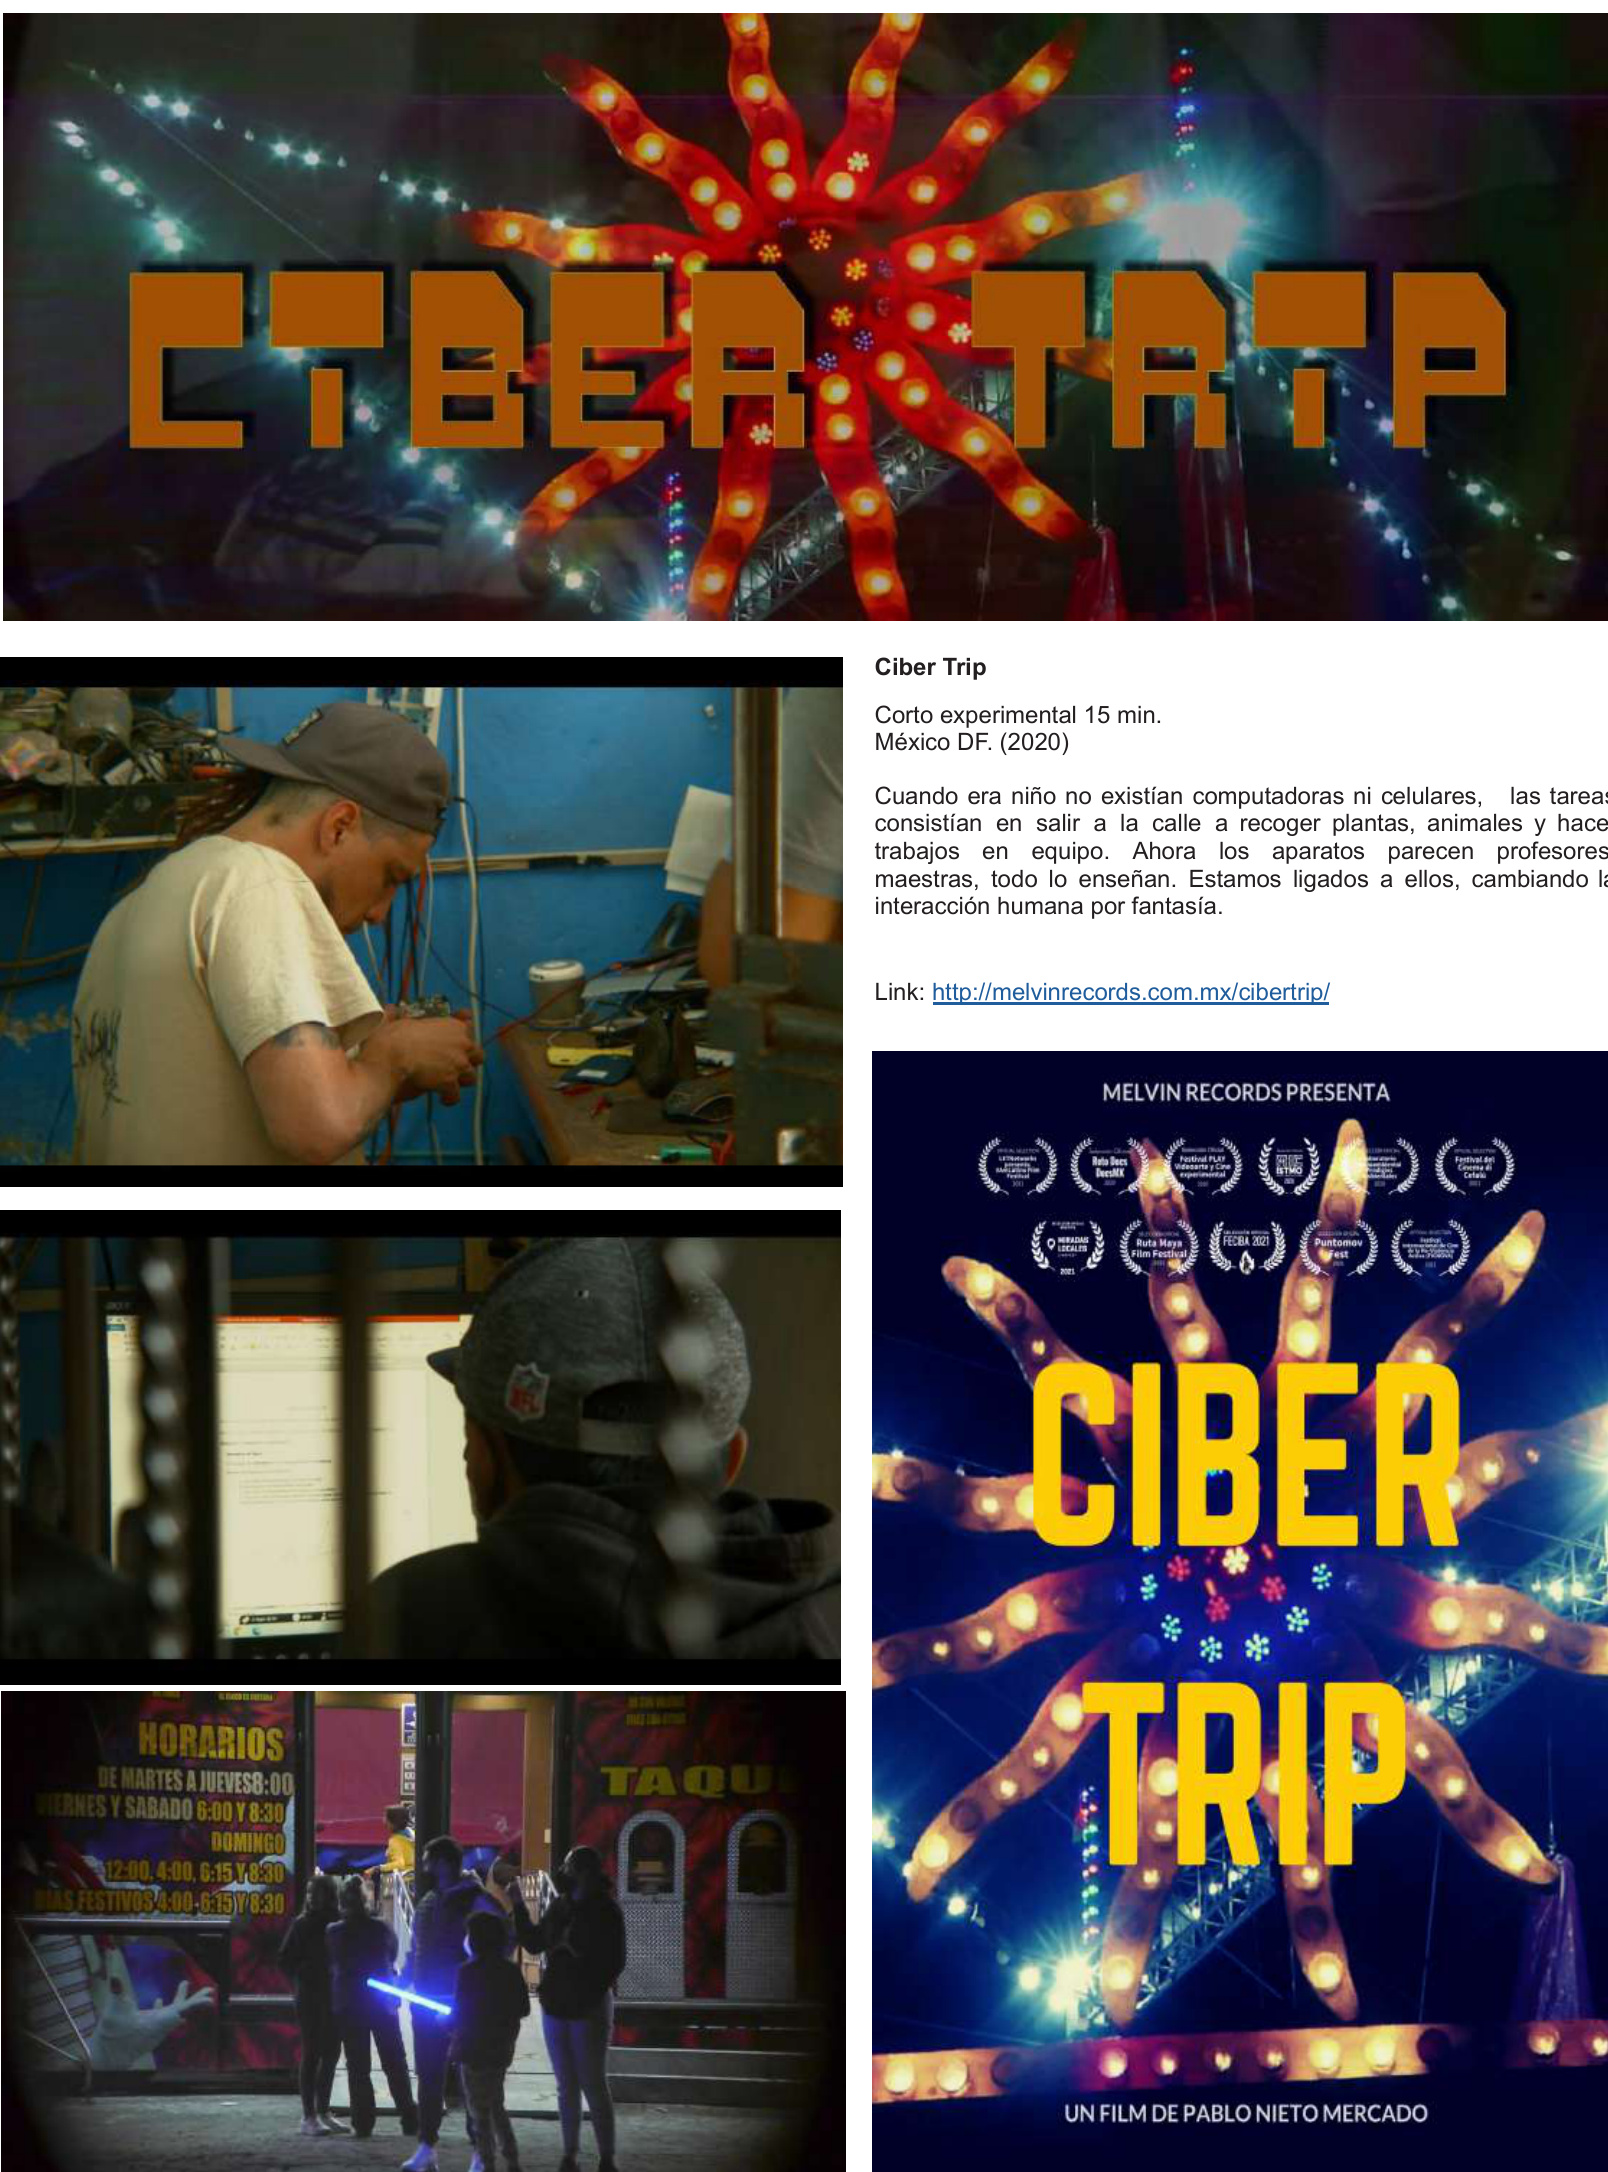 CIBER TRIP
Ciber Trip
Corto experimental 15 min.
México DF. (2020)
Cuando era niño no existían computadoras ni celulares, las tareas
consistían en salir a la calle a recoger plantas, animales y hace
trabajos en equipo. Ahora los aparatos parecen profesores
maestras, todo lo enseñan. Estamos ligados a ellos, cambiando la
interacción humana por fantasía.
Link: http://melvinrecords.com.mx/cibertrip/
NFL
HORARIOS
DE MARTES A JUEVES 8:00
VIERNES Y SABADO 6:00 Y 8:30
DOMINGO
12:00, 4:00, 6:15 Y 8:30
DIAS FESTIVOS 4:00-6:15 Y 8:30
TAQU
MELVIN RECORDS PRESENTA
Ruta Docs
DocsMX
Festival PLAY
Videoarte y Cine
experimental
ISTMO
Festival del
Cinema di
Cefalù
MIRADAS
LOCALES
2021
Ruta Maya
Film Festival
FECIBA 2021
Puntomov
Fest
CIBER
TRIP
UN FILM DE PABLO NIETO MERCADO